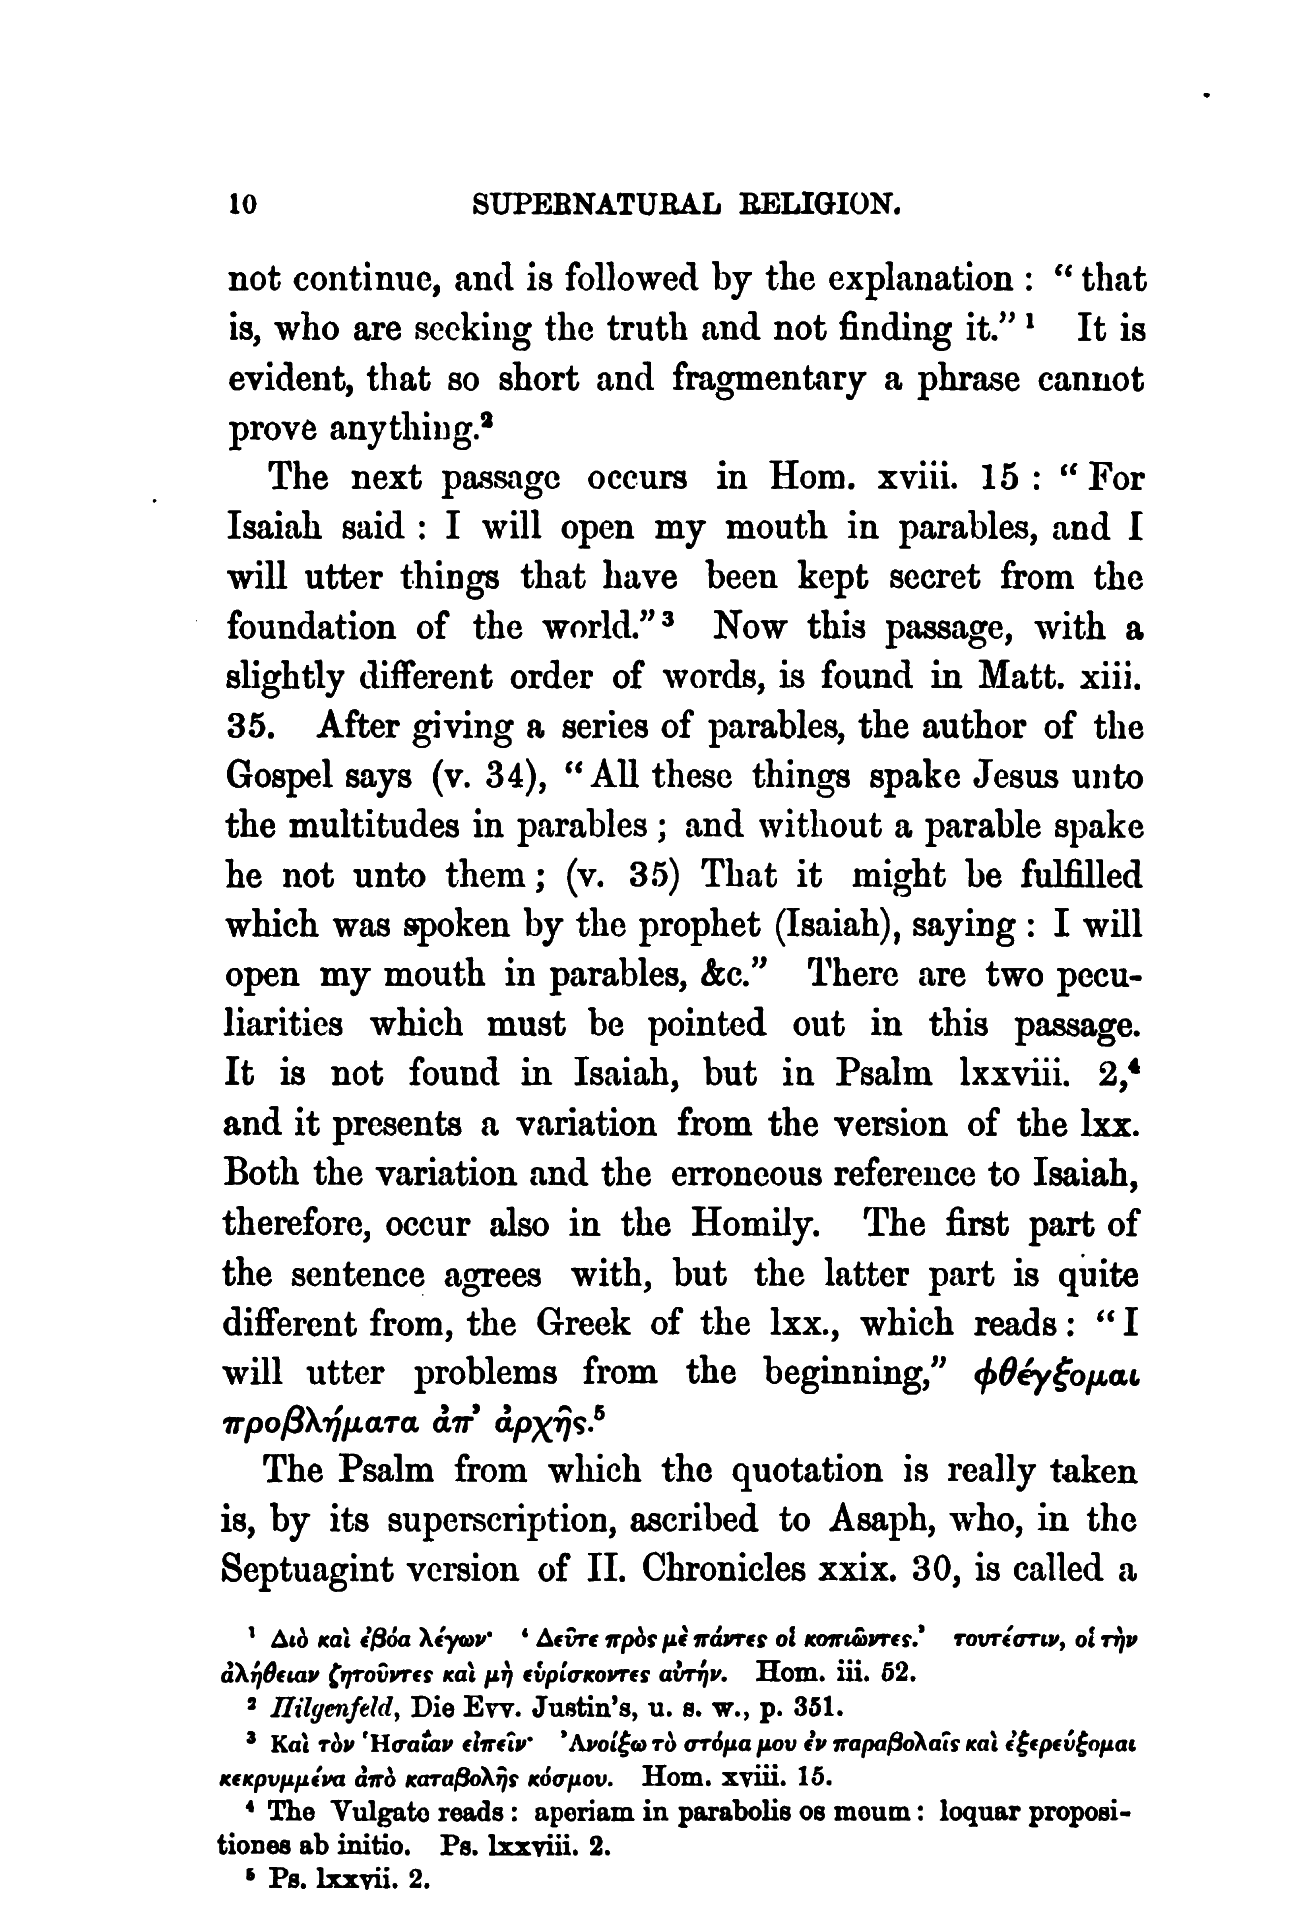 10 SUPERNATURAL RELIGION.
not continue, and is followed by the explanation : “ that
is, who are seeking the truth and not finding it.” ¹ It is
evident, that so short and fragmentary a phrase cannot
prove anything.²
The next passage occurs in Hom. xviii. 15 : “ For
Isaiah said : I will open my mouth in parables, and I
will utter things that have been kept secret from the
foundation of the world.” ³ Now this passage, with a
slightly different order of words, is found in Matt. xiii.
35. After giving a series of parables, the author of the
Gospel says (v. 34), “ All these things spake Jesus unto
the multitudes in parables ; and without a parable spake
he not unto them ; (v. 35) That it might be fulfilled
which was spoken by the prophet (Isaiah), saying : I will
open my mouth in parables, &c.” There are two pecu-
liarities which must be pointed out in this passage.
It is not found in Isaiah, but in Psalm lxxviii. 2,⁴
and it presents a variation from the version of the lxx.
Both the variation and the erroneous reference to Isaiah,
therefore, occur also in the Homily. The first part of
the sentence agrees with, but the latter part is quite
different from, the Greek of the lxx., which reads : “ I
will utter problems from the beginning,” φθέγξομαι
προβλήματα ἀπ’ ἀρχῆς.⁵
The Psalm from which the quotation is really taken
is, by its superscription, ascribed to Asaph, who, in the
Septuagint version of II. Chronicles xxix. 30, is called a
¹ Διὸ καὶ ἐβόα λέγων· ‘ Δεῦτε πρὸς μὲ πάντες οἱ κοπιῶντες.’ τουτέστιν, οἱ τὴν
ἀλήθειαν ζητοῦντες καὶ μὴ εὑρίσκοντες αὐτήν. Hom. iii. 52.
² Hilgenfeld, Die Evv. Justin’s, u. s. w., p. 351.
³ Καὶ τὸν Ἡσαΐαν εἰπεῖν· Ἀνοίξω τὸ στόμα μου ἐν παραβολαῖς καὶ ἐξερεύξομαι
κεκρυμμένα ἀπὸ καταβολῆς κόσμου. Hom. xviii. 15.
⁴ The Vulgate reads : aperiam in parabolis os meum : loquar proposi-
tiones ab initio. Ps. lxxviii. 2.
⁵ Ps. lxxvii. 2.